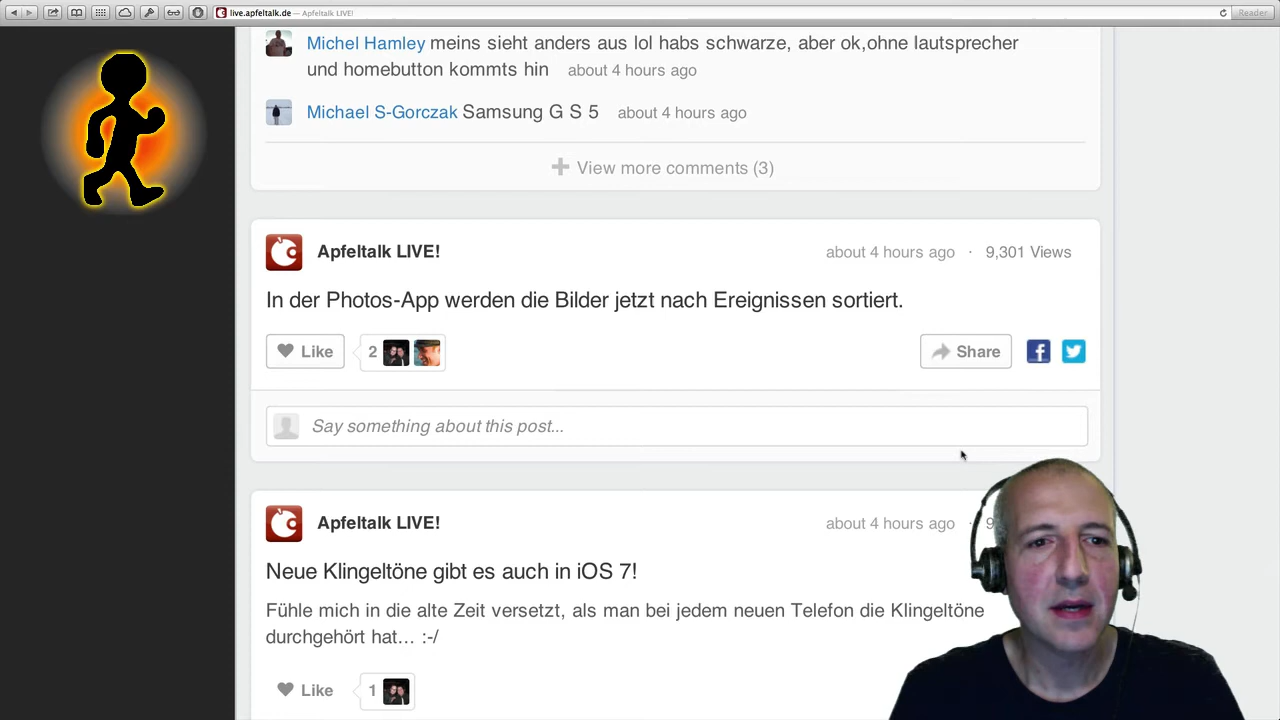 live.apfeltalk.de — Apfeltalk LIVE!
Reader
Michel Hamley meins sieht anders aus lol habs schwarze, aber ok,ohne lautsprecher
und homebutton kommts hin about 4 hours ago
Michael S-Gorczak Samsung G S 5 about 4 hours ago
View more comments (3)
Apfeltalk LIVE! about 4 hours ago · 9,301 Views
In der Photos-App werden die Bilder jetzt nach Ereignissen sortiert.
Like 2 Share
Say something about this post...
Apfeltalk LIVE! about 4 hours ago · 9
Neue Klingeltöne gibt es auch in iOS 7!
Fühle mich in die alte Zeit versetzt, als man bei jedem neuen Telefon die Klingeltöne
durchgehört hat... :-/
Like 1